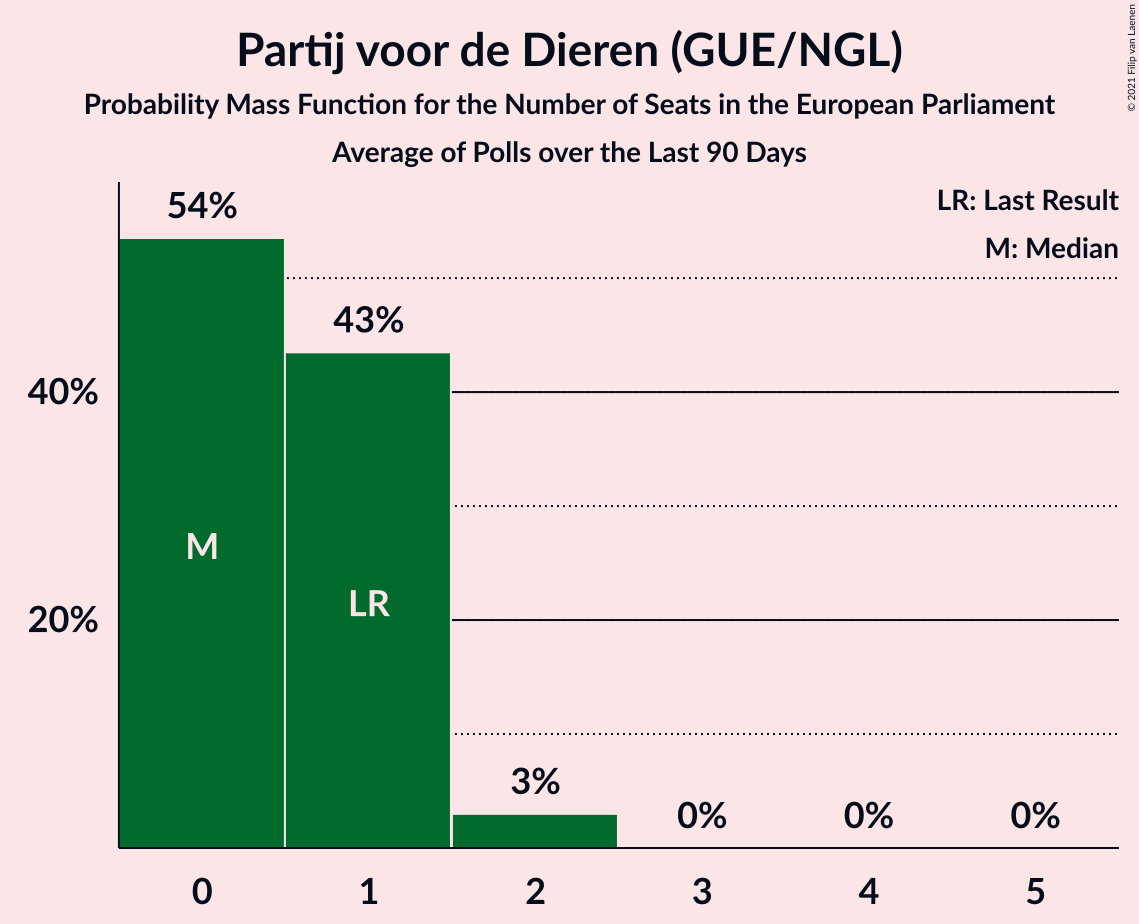 Partij voor de Dieren (GUE/NGL)
Probability Mass Function for the Number of Seats in the European Parliament
Average of Polls over the Last 90 Days
© 2021 Filip van Laenen
LR: Last Result
M: Median
54%
43%
40%
M
LR
20%
3%
0%
0%
0%
0
1
2
3
4
5